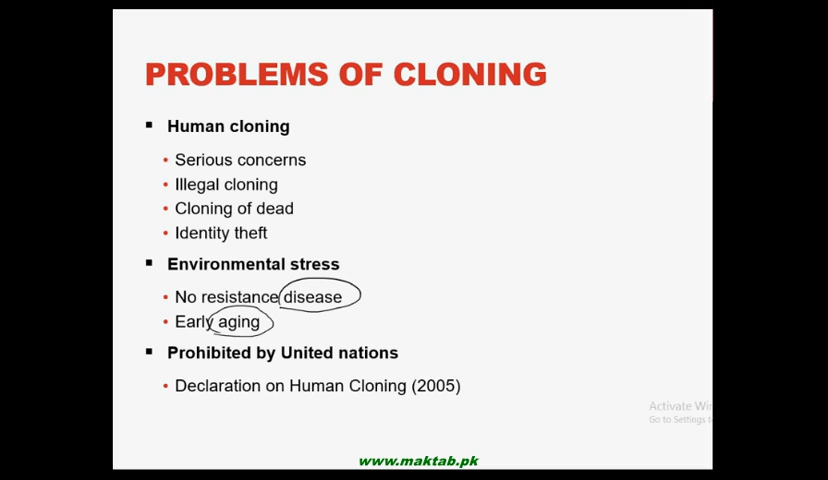 PROBLEMS OF CLONING
Human cloning
Serious concerns
Illegal cloning
Cloning of dead
Identity theft
Environmental stress
No resistance disease
Early aging
Prohibited by United nations
Declaration on Human Cloning (2005)
Activate Win
Go to Settings t
www.maktab.pk